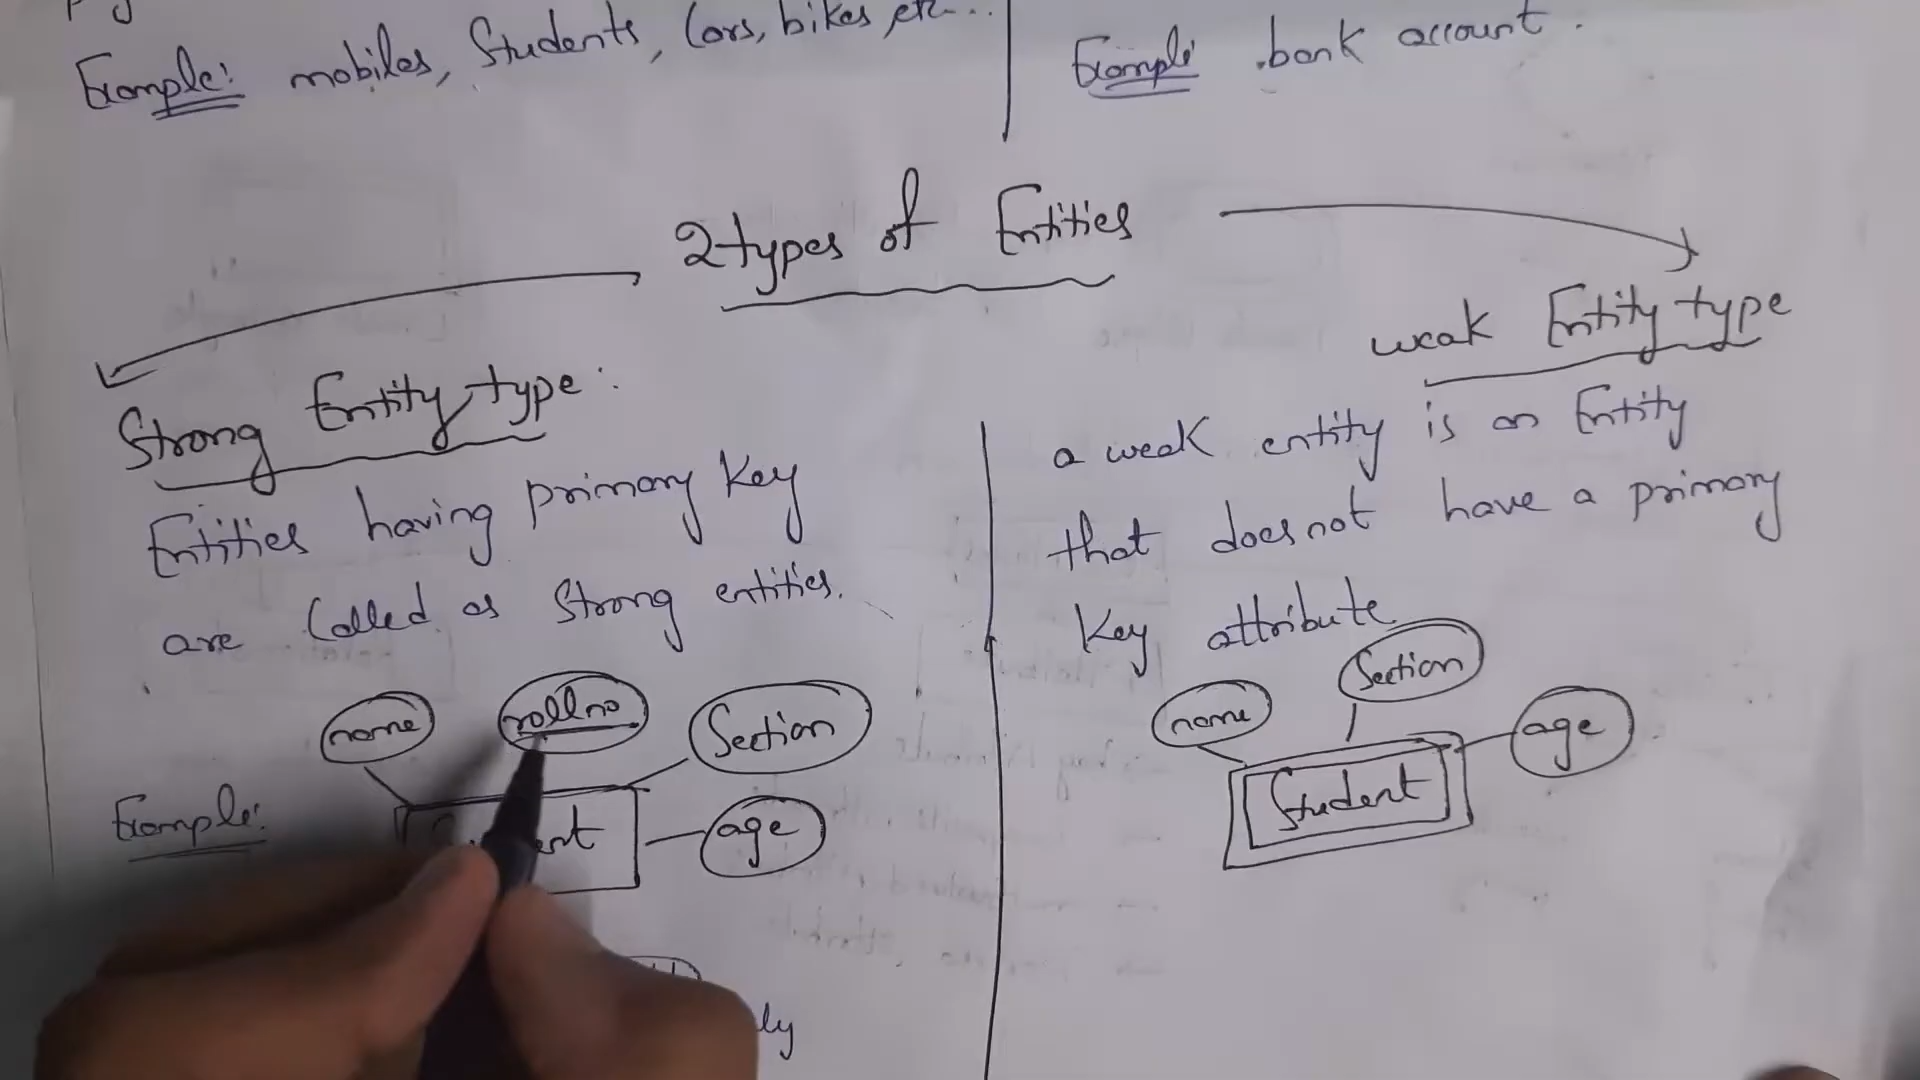 Example: mobiles, Students, Cars, bikes, etc...
Example: bank account.
2 types of Entities
Strong Entity type:
Entities having primary Key
are Called as Strong entities.
name
rollno
Section
Example:
age
ly
weak Entity type
a weak entity is an Entity
that does not have a primary
Key attribute
Section
name
age
Student